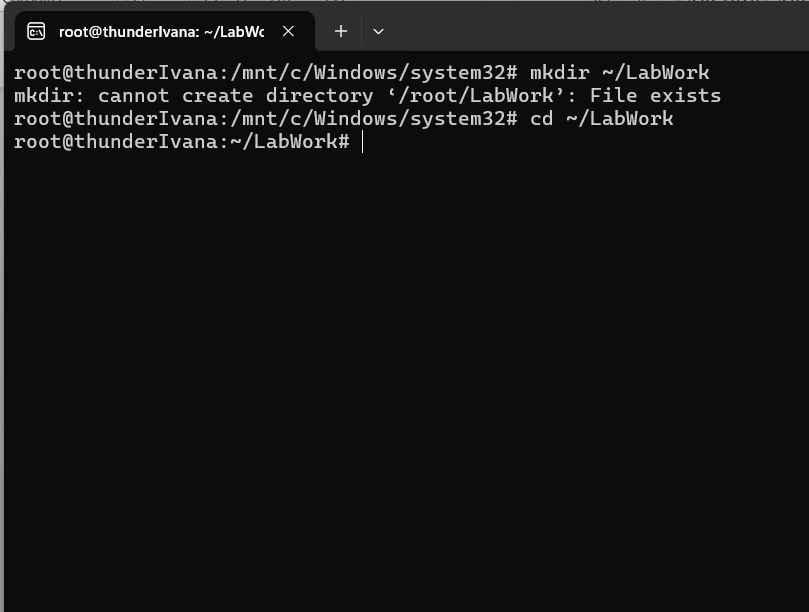 root@thunderIvana: ~/LabWc
root@thunderIvana:/mnt/c/Windows/system32# mkdir ~/LabWork
mkdir: cannot create directory ‘/root/LabWork’: File exists
root@thunderIvana:/mnt/c/Windows/system32# cd ~/LabWork
root@thunderIvana:~/LabWork#